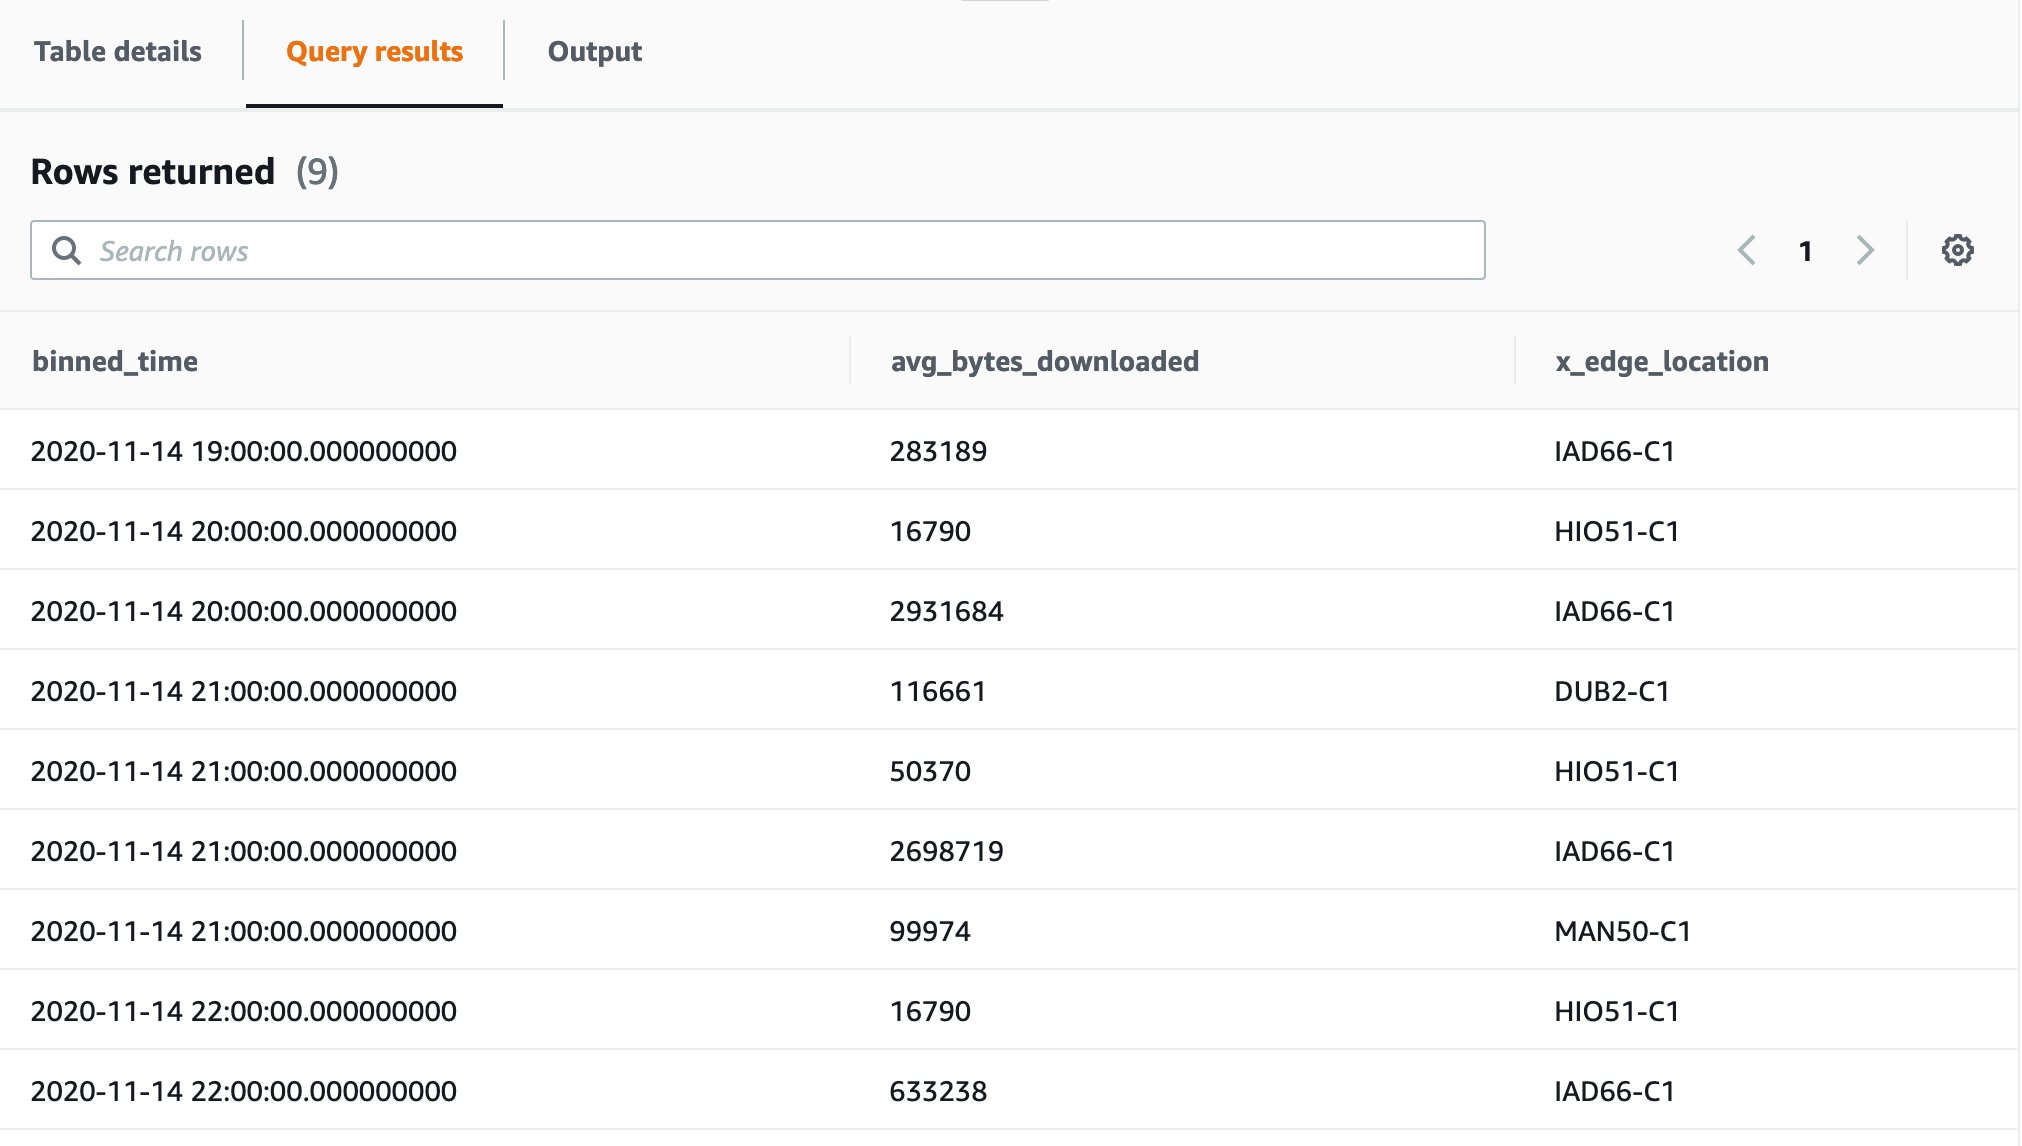 Table details Query results Output
Rows returned (9)
Search rows 1
binned_time avg_bytes_downloaded x_edge_location
2020-11-14 19:00:00.000000000 283189 IAD66-C1
2020-11-14 20:00:00.000000000 16790 HIO51-C1
2020-11-14 20:00:00.000000000 2931684 IAD66-C1
2020-11-14 21:00:00.000000000 116661 DUB2-C1
2020-11-14 21:00:00.000000000 50370 HIO51-C1
2020-11-14 21:00:00.000000000 2698719 IAD66-C1
2020-11-14 21:00:00.000000000 99974 MAN50-C1
2020-11-14 22:00:00.000000000 16790 HIO51-C1
2020-11-14 22:00:00.000000000 633238 IAD66-C1